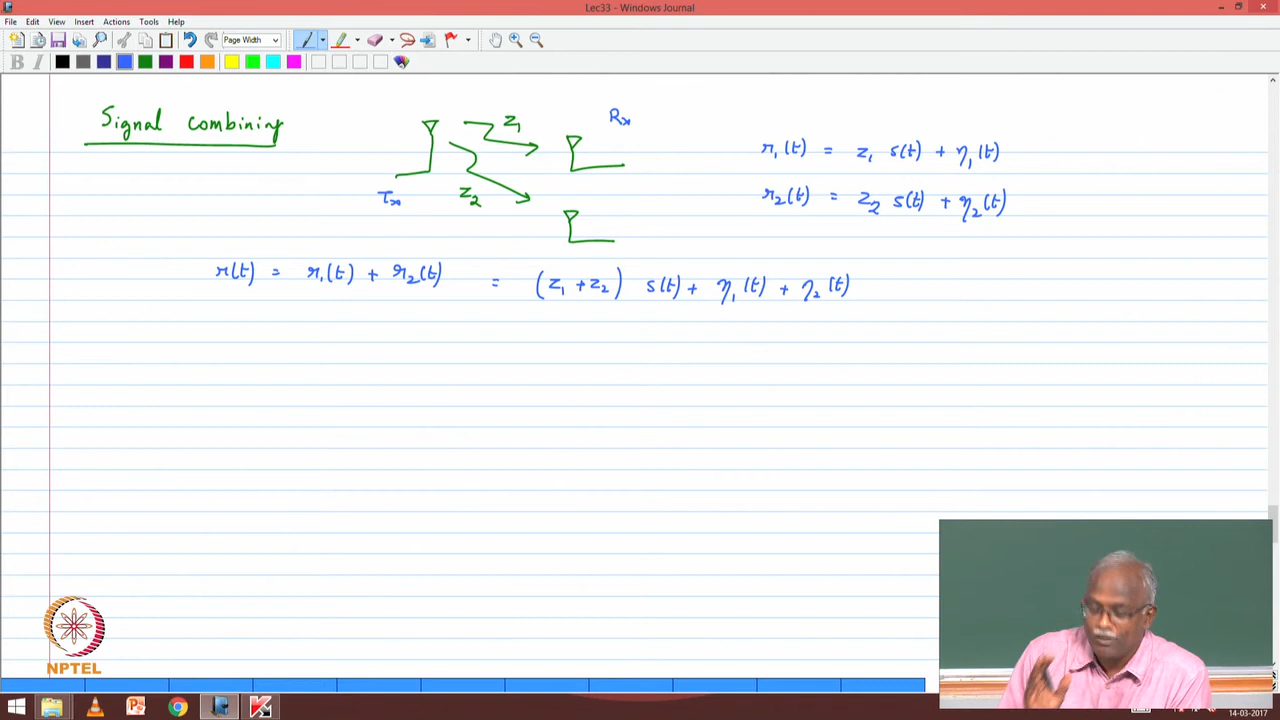 Lec33 - Windows Journal
File Edit View Insert Actions Tools Help
Page Width
B I
Signal combining
Tx
Rx
z₁
z₂
r₁(t) = z₁ s(t) + η₁(t)
r₂(t) = z₂ s(t) + η₂(t)
r(t) = r₁(t) + r₂(t) = (z₁ + z₂) s(t) + η₁(t) + η₂(t)
NPTEL
14-03-2017